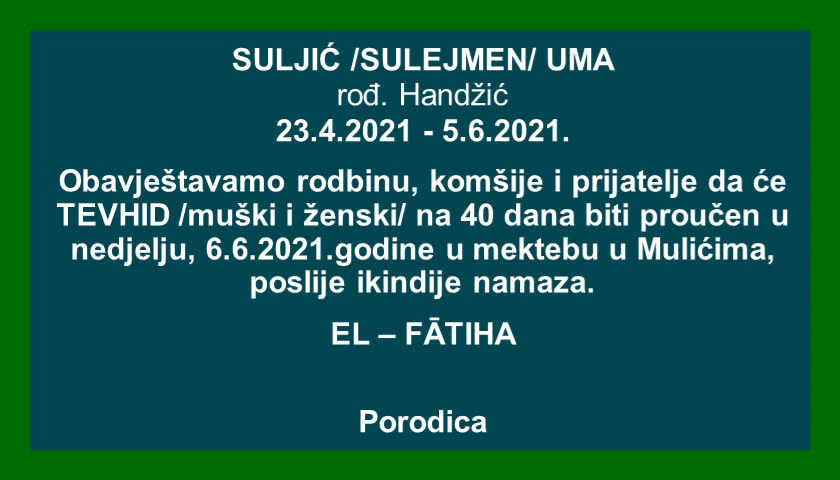 SULJIĆ /SULEJMEN/ UMA
rođ. Handžić
23.4.2021 - 5.6.2021.
Obavještavamo rodbinu, komšije i prijatelje da će
TEVHID /muški i ženski/ na 40 dana biti proučen u
nedjelju, 6.6.2021.godine u mektebu u Mulićima,
poslije ikindije namaza.
EL – FĀTIHA
Porodica